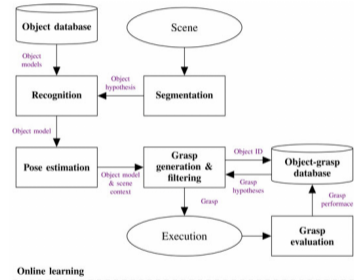 Object database
Scene
Object
models
Object
hypothesis
Recognition
Segmentation
Object model
Pose estimation
Object model
& scene
context
Grasp
generation &
filtering
Object ID
Grasp
hypotheses
Object-grasp
database
Grasp
Grasp
performace
Execution
Grasp
evaluation
Online learning